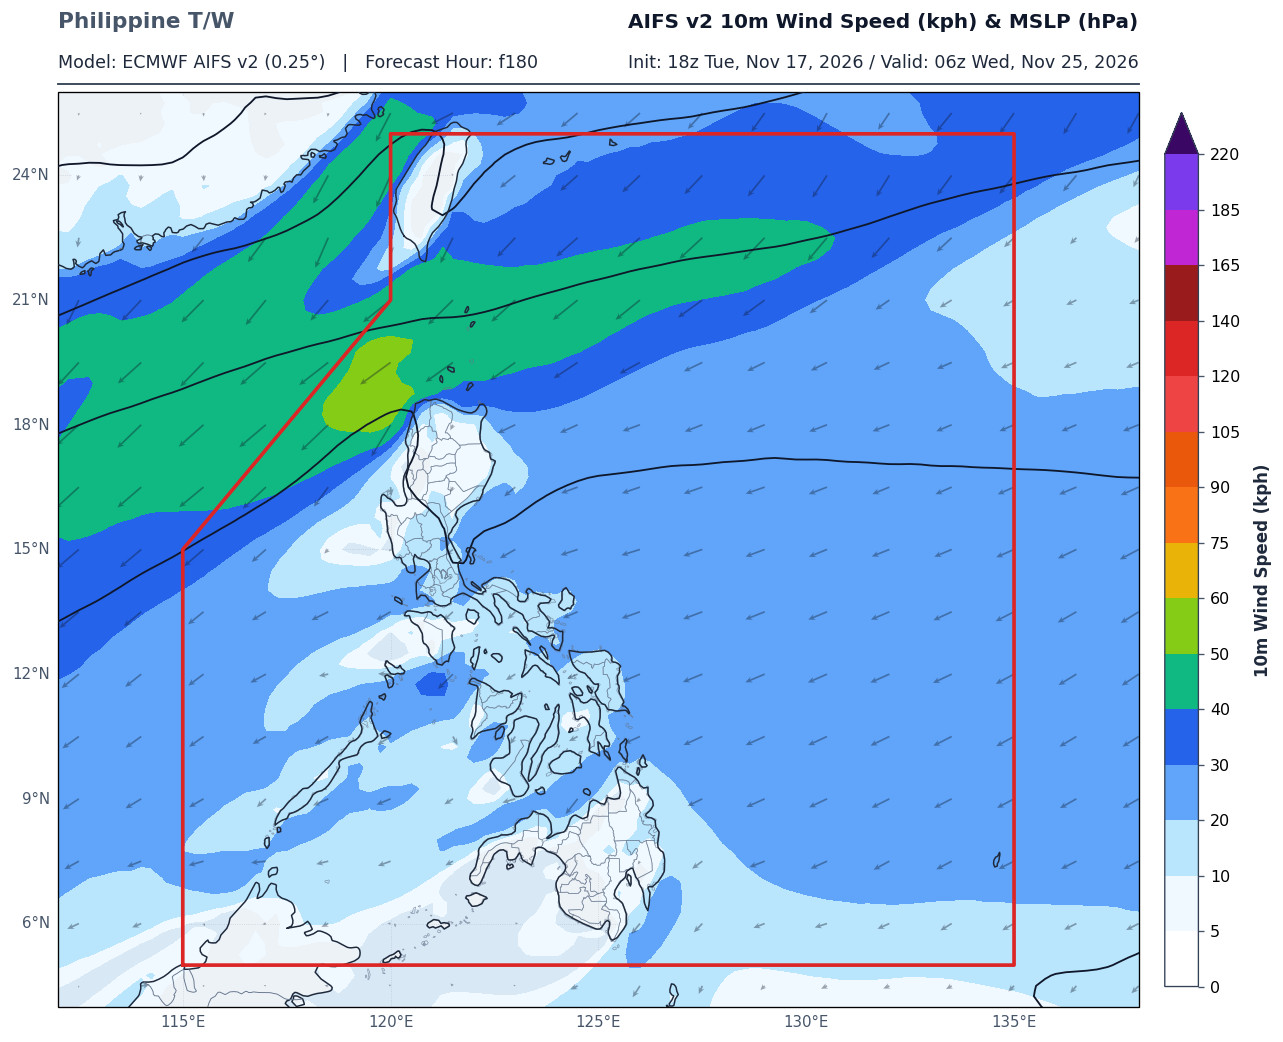 Philippine T/W
AIFS v2 10m Wind Speed (kph) & MSLP (hPa)
Model: ECMWF AIFS v2 (0.25°) | Forecast Hour: f180
Init: 18z Tue, Nov 17, 2026 / Valid: 06z Wed, Nov 25, 2026
24°N
21°N
18°N
15°N
12°N
9°N
6°N
115°E
120°E
125°E
130°E
135°E
220
185
165
140
120
105
90
75
60
50
40
30
20
10
5
0
10m Wind Speed (kph)